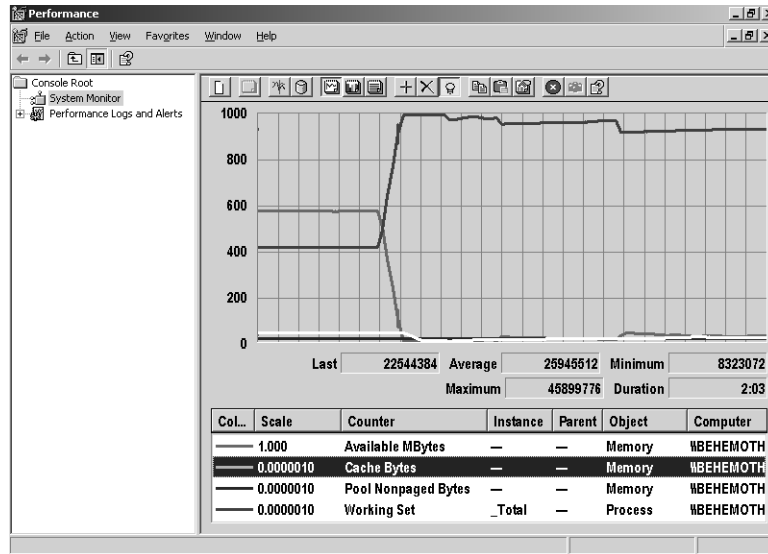 Performance
File Action View Favorites Window Help
Console Root
System Monitor
Performance Logs and Alerts
1000
800
600
400
200
0
Last 22544384 Average 25945512 Minimum 8323072
Maximum 45899776 Duration 2:03
Col... Scale Counter Instance Parent Object Computer
1.000 Available MBytes — — Memory \\BEHEMOTH
0.0000010 Cache Bytes — — Memory \\BEHEMOTH
0.0000010 Pool Nonpaged Bytes — — Memory \\BEHEMOTH
0.0000010 Working Set _Total — Process \\BEHEMOTH